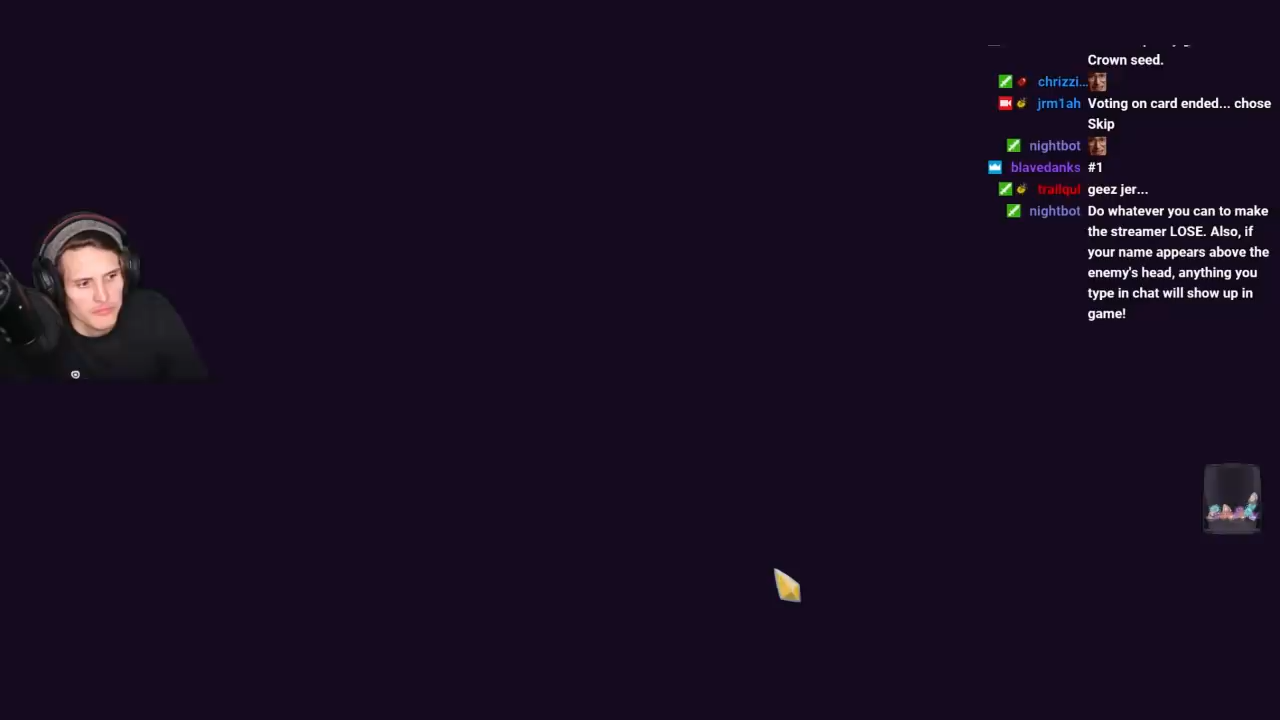 Crown seed.
chrizzi...
jrm1ah Voting on card ended... chose
Skip
nightbot
blavedanks #1
trailqul geez jer...
nightbot Do whatever you can to make
the streamer LOSE. Also, if
your name appears above the
enemy's head, anything you
type in chat will show up in
game!